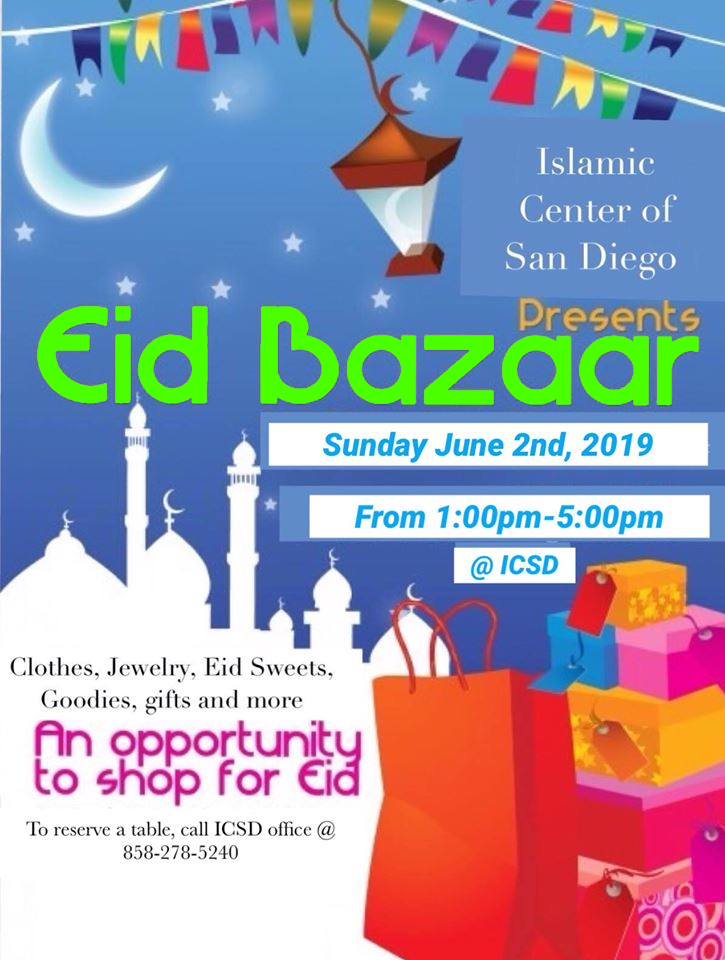 Islamic
Center of
San Diego
Presents
Eid Bazaar
Sunday June 2nd, 2019
From 1:00pm-5:00pm
@ ICSD
Clothes, Jewelry, Eid Sweets,
Goodies, gifts and more
An opportunity
to shop for Eid
To reserve a table, call ICSD office @
858-278-5240